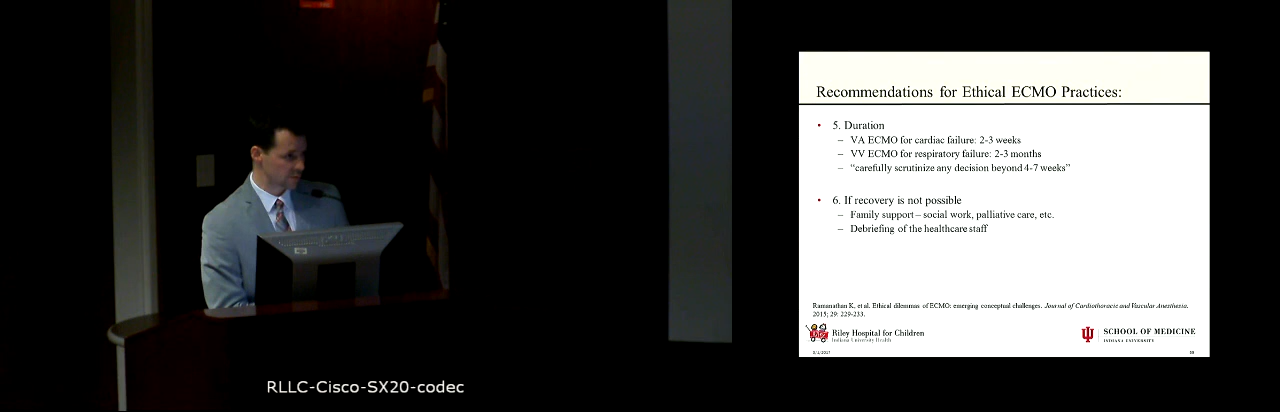 Recommendations for Ethical ECMO Practices:
• 5. Duration
– VA ECMO for cardiac failure: 2-3 weeks
– VV ECMO for respiratory failure: 2-3 months
– “carefully scrutinize any decision beyond 4-7 weeks”
• 6. If recovery is not possible
– Family support – social work, palliative care, etc.
– Debriefing of the healthcare staff
Ramanathan K, et al. Ethical dilemmas of ECMO: emerging conceptual challenges. Journal of Cardiothoracic and Vascular Anesthesia.
2015; 29: 229-233.
Riley Hospital for Children
Indiana University Health
SCHOOL OF MEDICINE
INDIANA UNIVERSITY
RLLC-Cisco-SX20-codec